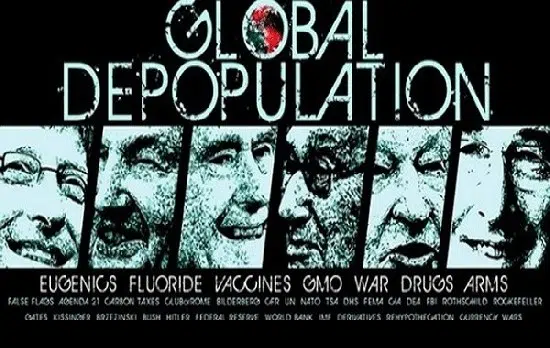 GLOBAL
DEPOPULATION
EUGENICS FLUORIDE VACCINES GMO WAR DRUGS ARMS
FALSE FLAGS AGENDA 21 CARBON TAXES CLUB OF ROME BILDERBERG CFR UN NATO TSA DHS FEMA CIA DEA FBI ROTHSCHILD ROCKEFELLER
GATES KISSINGER BRZEZINSKI BUSH HITLER FEDERAL RESERVE WORLD BANK IMF DERIVATIVES REHYPOTHECATION CURRENCY WARS